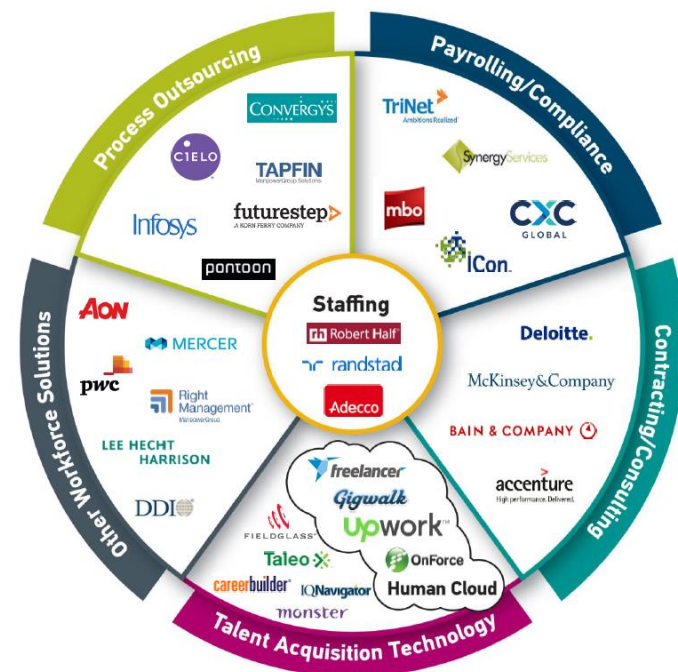 Process Outsourcing
CONVERGYS
CIELO
TAPFIN
ManpowerGroup Solutions
Infosys
futurestep
A KORN FERRY COMPANY
pontoon
Payrolling/Compliance
TriNet
Ambitions Realized
SynergyServices
mbo
CXC
GLOBAL
ICon
Contracting/Consulting
Deloitte.
McKinsey&Company
BAIN & COMPANY
accenture
High performance. Delivered.
Talent Acquisition Technology
freelancer
Gigwalk
upwork™
OnForce
Human Cloud
FIELDGLASS
Taleo
careerbuilder
IQNavigator
monster
Other Workforce Solutions
AON
MERCER
pwc
Right
Management
ManpowerGroup
LEE HECHT
HARRISON
DDI
Staffing
rh Robert Half
randstad
Adecco